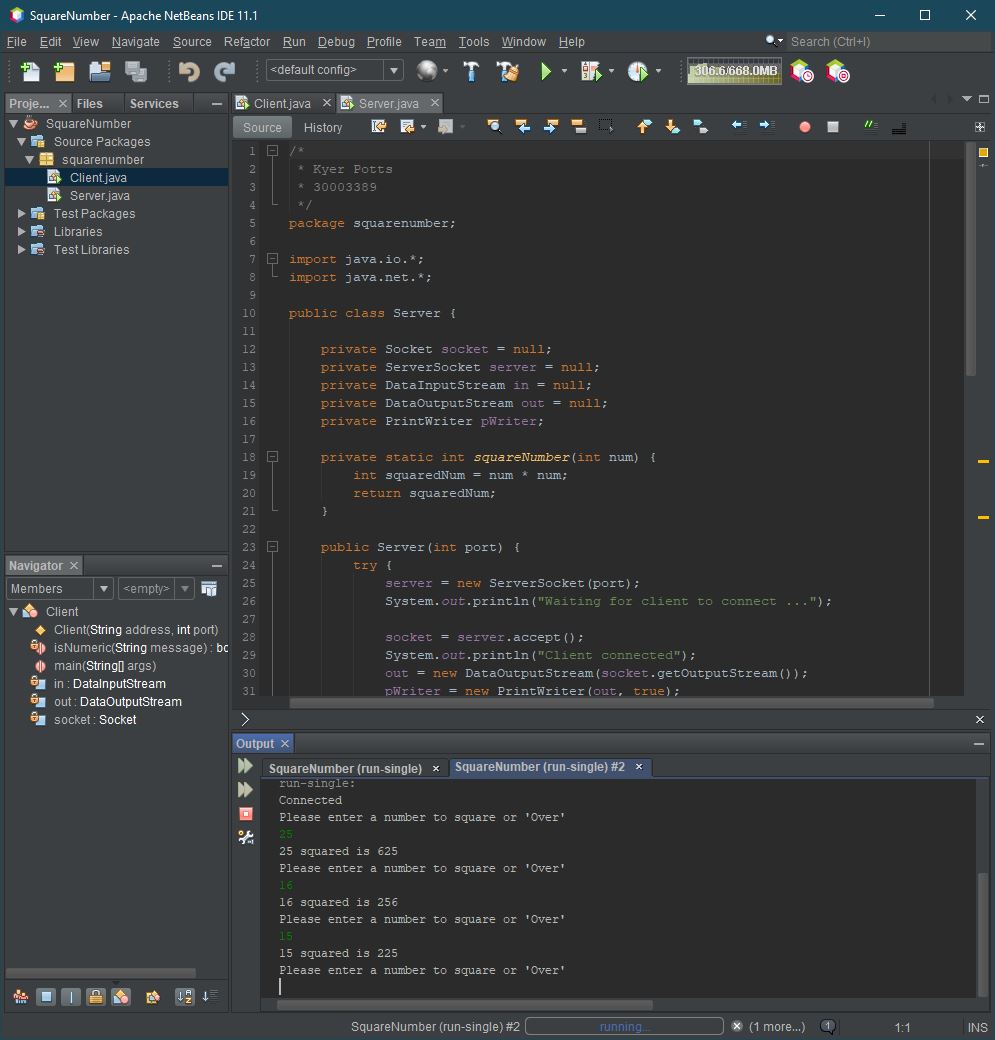 SquareNumber - Apache NetBeans IDE 11.1
File Edit View Navigate Source Refactor Run Debug Profile Team Tools Window Help
Search (Ctrl+I)
<default config>
306.6/668.0MB
Proje... Files Services
SquareNumber
Source Packages
squarenumber
Client.java
Server.java
Test Packages
Libraries
Test Libraries
Navigator
Members <empty>
Client
Client(String address, int port)
isNumeric(String message) : bo
main(String[] args)
in : DataInputStream
out : DataOutputStream
socket : Socket
Client.java Server.java
Source History
1 /*
2 * Kyer Potts
3 * 30003389
4 */
5 package squarenumber;
6
7 import java.io.*;
8 import java.net.*;
9
10 public class Server {
11
12 private Socket socket = null;
13 private ServerSocket server = null;
14 private DataInputStream in = null;
15 private DataOutputStream out = null;
16 private PrintWriter pWriter;
17
18 private static int squareNumber(int num) {
19 int squaredNum = num * num;
20 return squaredNum;
21 }
22
23 public Server(int port) {
24 try {
25 server = new ServerSocket(port);
26 System.out.println("Waiting for client to connect ...");
27
28 socket = server.accept();
29 System.out.println("Client connected");
30 out = new DataOutputStream(socket.getOutputStream());
31 pWriter = new PrintWriter(out, true);
Output
SquareNumber (run-single) SquareNumber (run-single) #2
run-single:
Connected
Please enter a number to square or 'Over'
25
25 squared is 625
Please enter a number to square or 'Over'
16
16 squared is 256
Please enter a number to square or 'Over'
15
15 squared is 225
Please enter a number to square or 'Over'
SquareNumber (run-single) #2 running... (1 more...) 1 1:1 INS